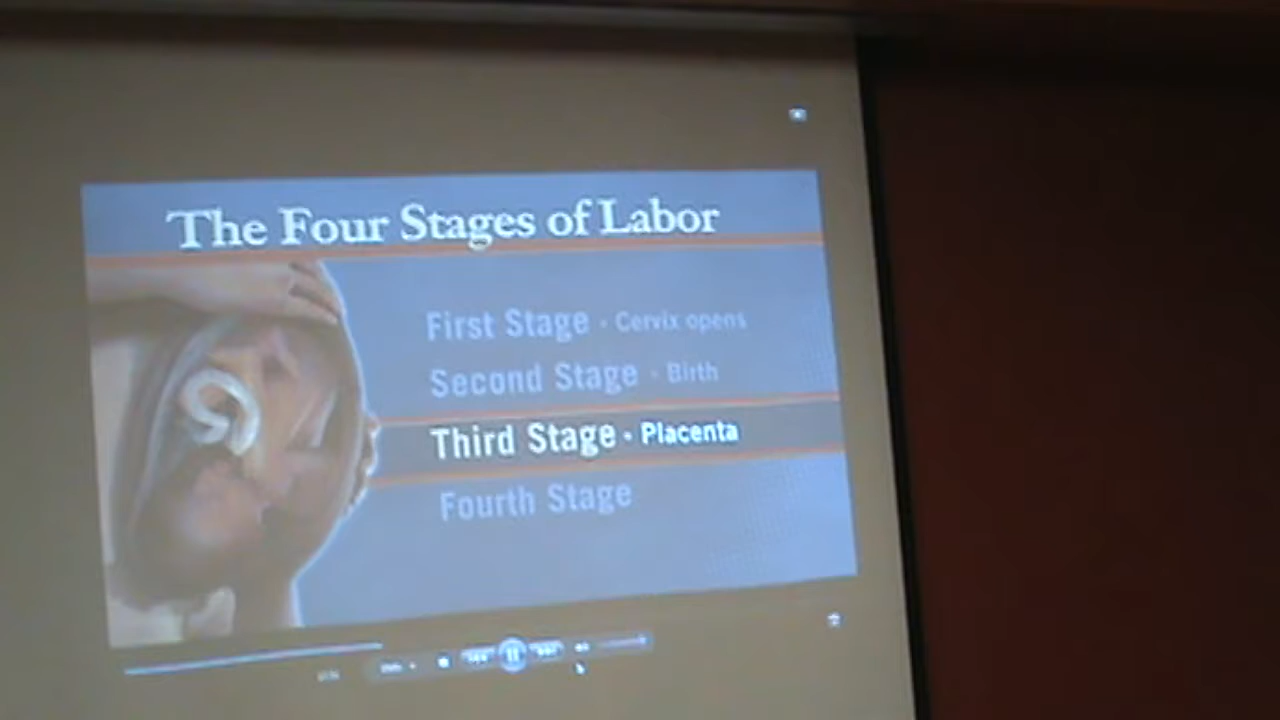 The Four Stages of Labor
First Stage · Cervix opens
Second Stage · Birth
Third Stage · Placenta
Fourth Stage